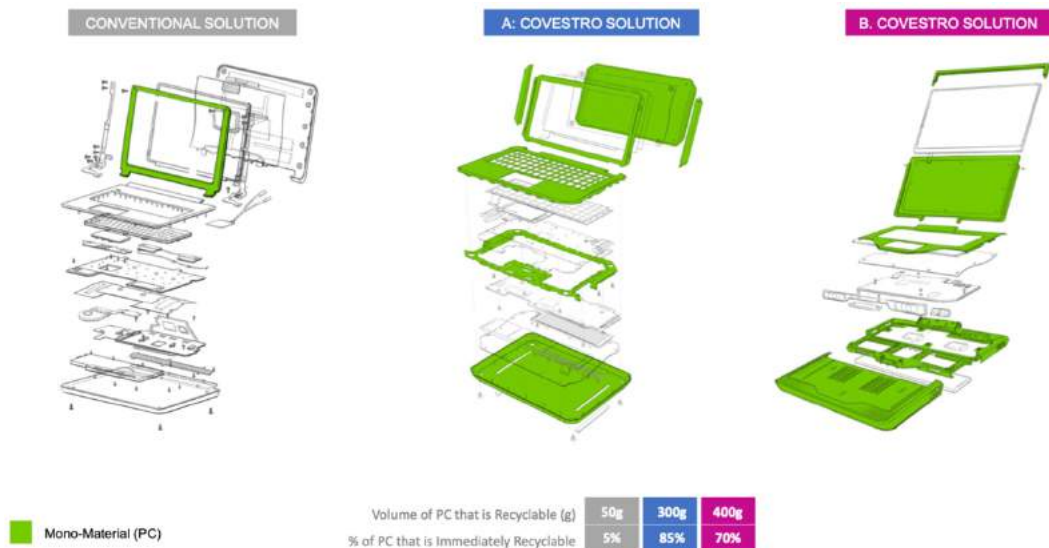 CONVENTIONAL SOLUTION
A: COVESTRO SOLUTION
B. COVESTRO SOLUTION
Mono-Material (PC)
Volume of PC that is Recyclable (g) 50g 300g 400g
% of PC that is Immediately Recyclable 5% 85% 70%